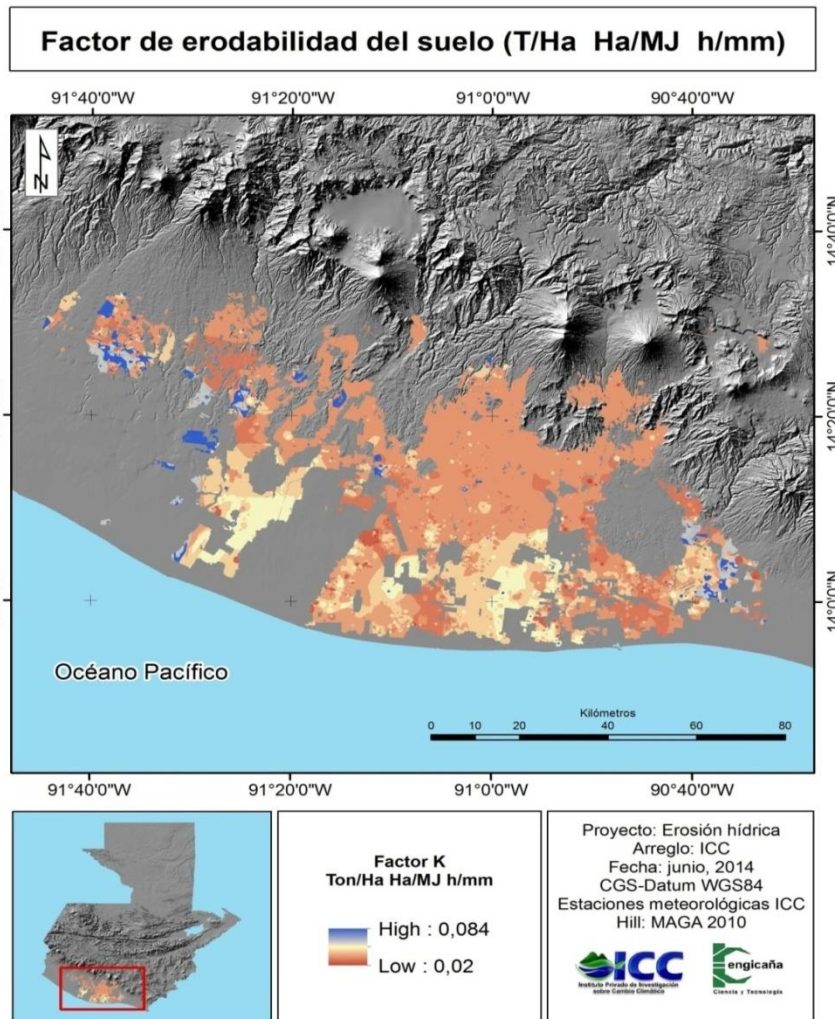 Factor de erodabilidad del suelo (T/Ha Ha/MJ h/mm)
91°40'0"W 91°20'0"W 91°0'0"W 90°40'0"W
N
14°40'0"N
14°20'0"N
14°0'0"N
Océano Pacífico
Kilómetros
0 10 20 40 60 80
91°40'0"W 91°20'0"W 91°0'0"W 90°40'0"W
Factor K
Ton/Ha Ha/MJ h/mm
High : 0,084
Low : 0,02
Proyecto: Erosión hídrica
Arreglo: ICC
Fecha: junio, 2014
CGS-Datum WGS84
Estaciones meteorológicas ICC
Hill: MAGA 2010
ICC
Instituto Privado de Investigación
sobre Cambio Climático
engicaña
Ciencia y Tecnología